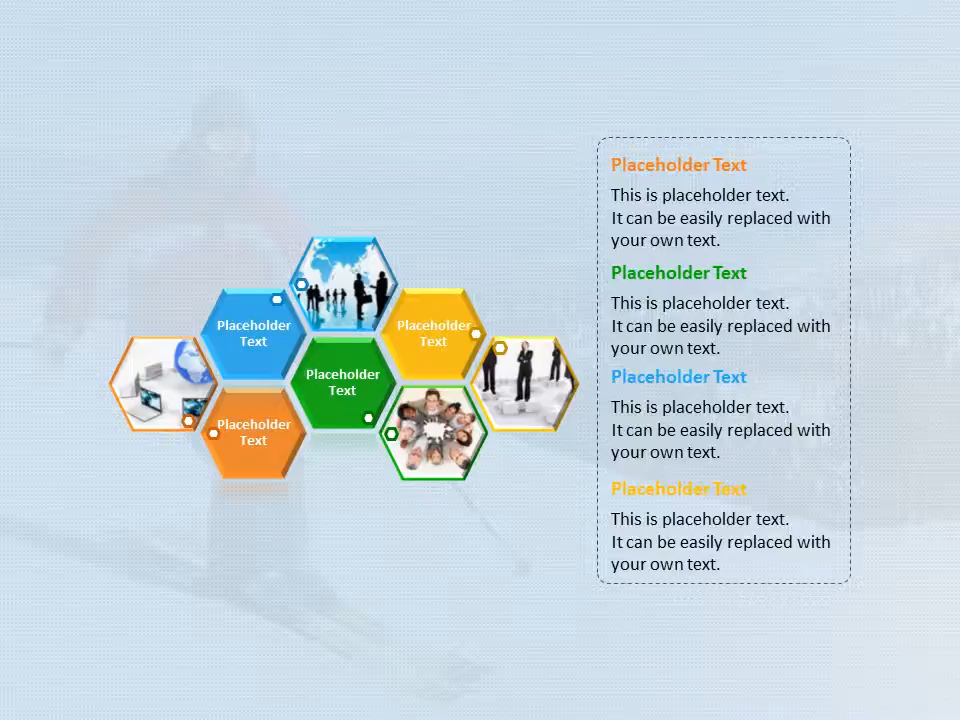 Placeholder
Text
Placeholder
Text
Placeholder
Text
Placeholder
Text
Placeholder Text
This is placeholder text.
It can be easily replaced with
your own text.
Placeholder Text
This is placeholder text.
It can be easily replaced with
your own text.
Placeholder Text
This is placeholder text.
It can be easily replaced with
your own text.
Placeholder Text
This is placeholder text.
It can be easily replaced with
your own text.